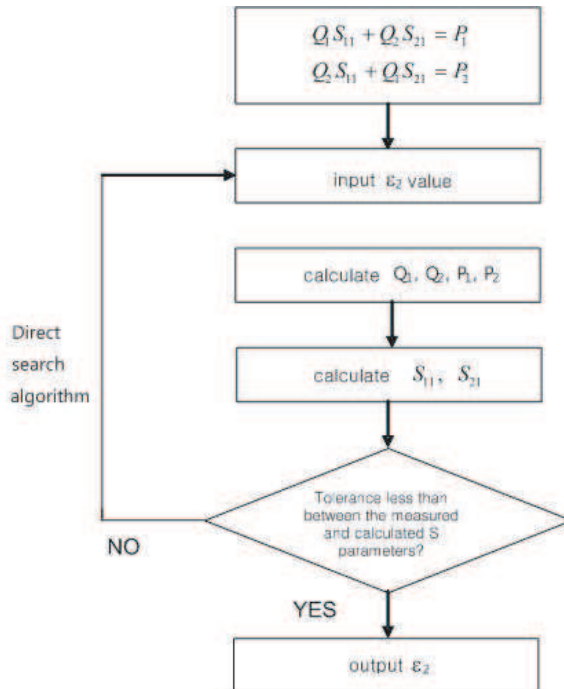 Q₁S₁₁ + Q₂S₂₁ = P₁
Q₂S₁₁ + Q₁S₂₁ = P₂
input ε₂ value
calculate Q₁, Q₂, P₁, P₂
Direct
search
algorithm
calculate S₁₁, S₂₁
Tolerance less than
between the measured
and calculated S
parameters?
NO
YES
output ε₂